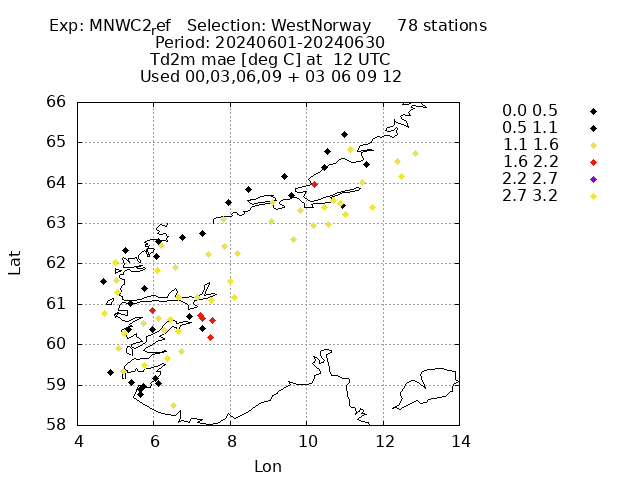 Exp: MNWC2_ref   Selection: WestNorway     78 stations
Period: 20240601-20240630
Td2m mae [deg C] at  12 UTC
Used 00,03,06,09 + 03 06 09 12
66
65
64
63
62
61
60
59
58
Lat
4 6 8 10 12 14
Lon
0.0 0.5
0.5 1.1
1.1 1.6
1.6 2.2
2.2 2.7
2.7 3.2